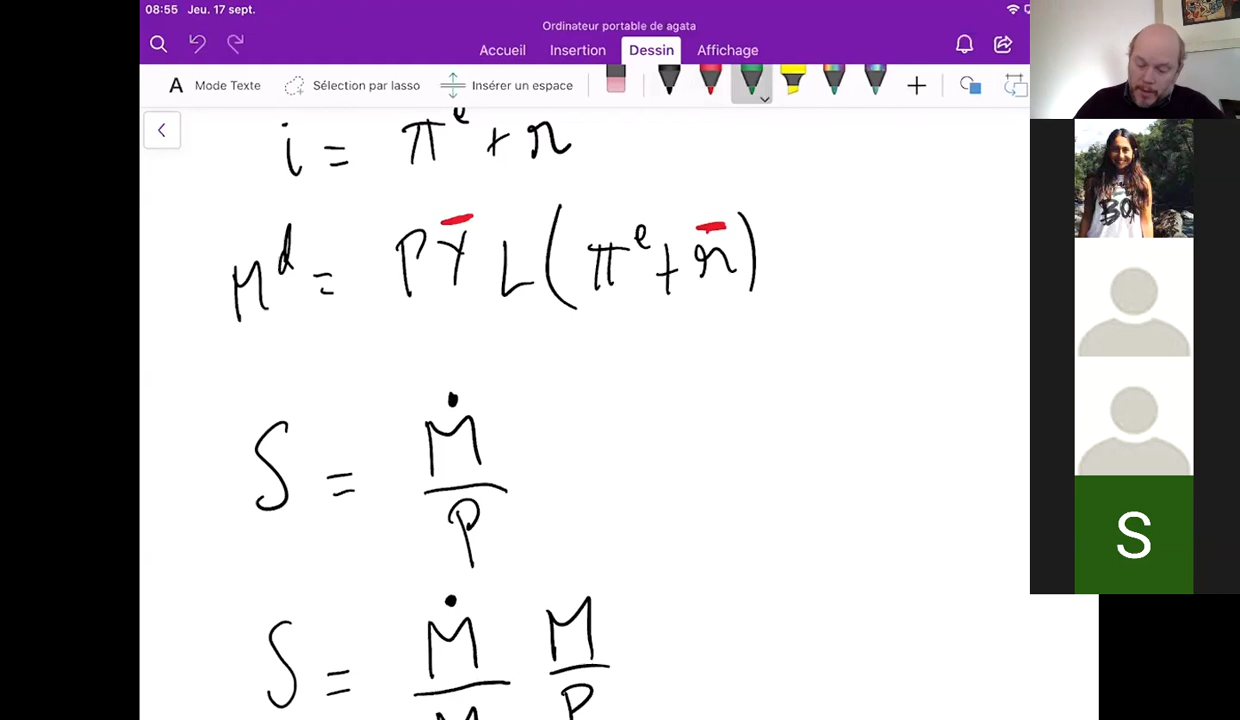 08:55 Jeu. 17 sept.
Ordinateur portable de agata
Accueil Insertion Dessin Affichage
A Mode Texte Sélection par lasso Insérer un espace
i = π^e + r
M^d = P Ȳ L(π^e + r̄)
S = Ṁ / P
S = Ṁ / M M / P
BO
S